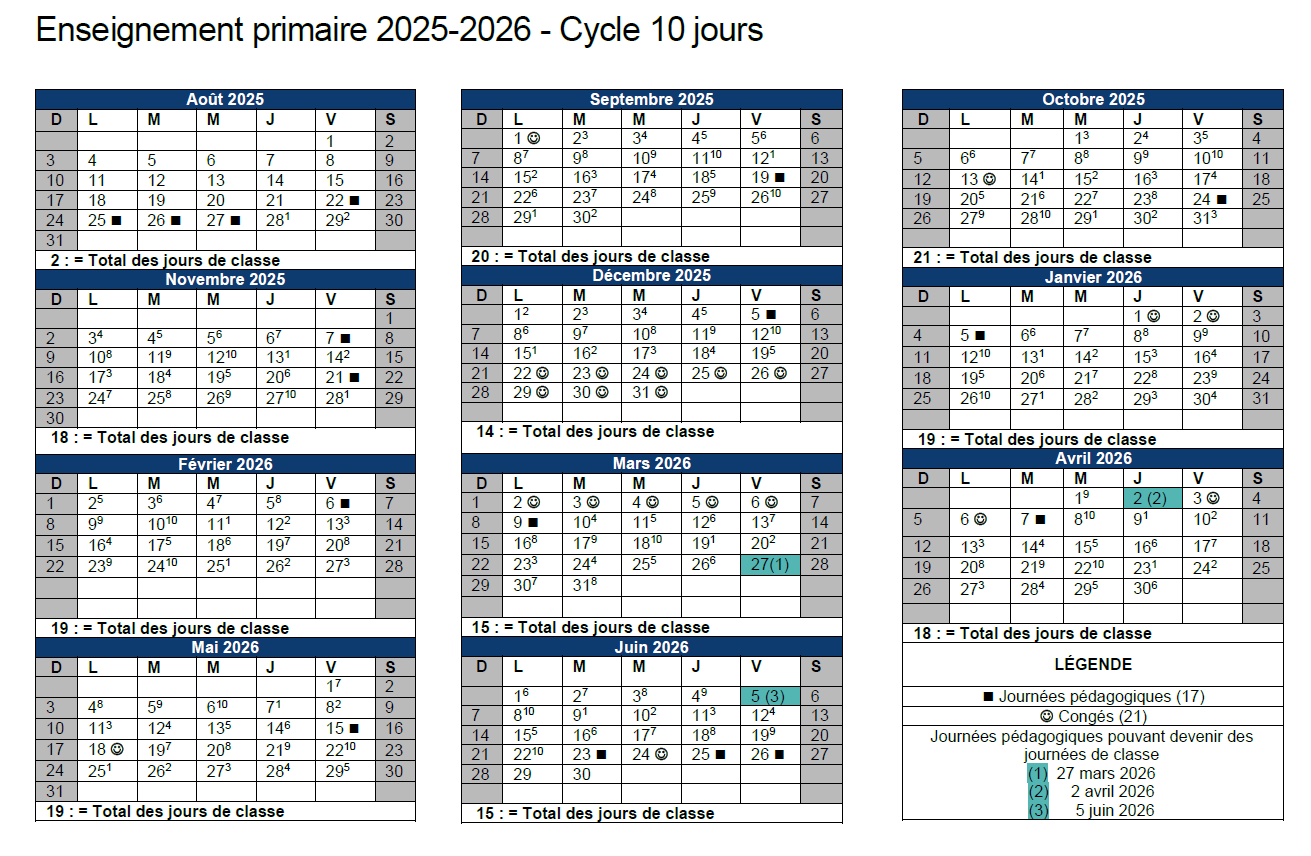 Enseignement primaire 2025-2026 - Cycle 10 jours
Août 2025
D L M M J V S
1 2
3 4 5 6 7 8 9
10 11 12 13 14 15 16
17 18 19 20 21 22 ■ 23
24 25 ■ 26 ■ 27 ■ 28¹ 29² 30
31
2 : = Total des jours de classe
Septembre 2025
D L M M J V S
1 ☺ 2³ 3⁴ 4⁵ 5⁶ 6
7 8⁷ 9⁸ 10⁹ 11¹⁰ 12¹ 13
14 15² 16³ 17⁴ 18⁵ 19 ■ 20
21 22⁶ 23⁷ 24⁸ 25⁹ 26¹⁰ 27
28 29¹ 30²
20 : = Total des jours de classe
Octobre 2025
D L M M J V S
1³ 2⁴ 3⁵ 4
5 6⁶ 7⁷ 8⁸ 9⁹ 10¹⁰ 11
12 13 ☺ 14¹ 15² 16³ 17⁴ 18
19 20⁵ 21⁶ 22⁷ 23⁸ 24 ■ 25
26 27⁹ 28¹⁰ 29¹ 30² 31³
21 : = Total des jours de classe
Novembre 2025
D L M M J V S
1
2 3⁴ 4⁵ 5⁶ 6⁷ 7 ■ 8
9 10⁸ 11⁹ 12¹⁰ 13¹ 14² 15
16 17³ 18⁴ 19⁵ 20⁶ 21 ■ 22
23 24⁷ 25⁸ 26⁹ 27¹⁰ 28¹ 29
30
18 : = Total des jours de classe
Décembre 2025
D L M M J V S
1² 2³ 3⁴ 4⁵ 5 ■ 6
7 8⁶ 9⁷ 10⁸ 11⁹ 12¹⁰ 13
14 15¹ 16² 17³ 18⁴ 19⁵ 20
21 22 ☺ 23 ☺ 24 ☺ 25 ☺ 26 ☺ 27
28 29 ☺ 30 ☺ 31 ☺
14 : = Total des jours de classe
Janvier 2026
D L M M J V S
1 ☺ 2 ☺ 3
4 5 ■ 6⁶ 7⁷ 8⁸ 9⁹ 10
11 12¹⁰ 13¹ 14² 15³ 16⁴ 17
18 19⁵ 20⁶ 21⁷ 22⁸ 23⁹ 24
25 26¹⁰ 27¹ 28² 29³ 30⁴ 31
19 : = Total des jours de classe
Février 2026
D L M M J V S
1 2⁵ 3⁶ 4⁷ 5⁸ 6 ■ 7
8 9⁹ 10¹⁰ 11¹ 12² 13³ 14
15 16⁴ 17⁵ 18⁶ 19⁷ 20⁸ 21
22 23⁹ 24¹⁰ 25¹ 26² 27³ 28
19 : = Total des jours de classe
Mars 2026
D L M M J V S
1 2 ☺ 3 ☺ 4 ☺ 5 ☺ 6 ☺ 7
8 9 ■ 10⁴ 11⁵ 12⁶ 13⁷ 14
15 16⁸ 17⁹ 18¹⁰ 19¹ 20² 21
22 23³ 24⁴ 25⁵ 26⁶ 27(1) 28
29 30⁷ 31⁸
15 : = Total des jours de classe
Avril 2026
D L M M J V S
1⁹ 2 (2) 3 ☺ 4
5 6 ☺ 7 ■ 8¹⁰ 9¹ 10² 11
12 13³ 14⁴ 15⁵ 16⁶ 17⁷ 18
19 20⁸ 21⁹ 22¹⁰ 23¹ 24² 25
26 27³ 28⁴ 29⁵ 30⁶
18 : = Total des jours de classe
Mai 2026
D L M M J V S
1⁷ 2
3 4⁸ 5⁹ 6¹⁰ 7¹ 8² 9
10 11³ 12⁴ 13⁵ 14⁶ 15 ■ 16
17 18 ☺ 19⁷ 20⁸ 21⁹ 22¹⁰ 23
24 25¹ 26² 27³ 28⁴ 29⁵ 30
31
19 : = Total des jours de classe
Juin 2026
D L M M J V S
1⁶ 2⁷ 3⁸ 4⁹ 5 (3) 6
7 8¹⁰ 9¹ 10² 11³ 12⁴ 13
14 15⁵ 16⁶ 17⁷ 18⁸ 19⁹ 20
21 22¹⁰ 23 ■ 24 ☺ 25 ■ 26 ■ 27
28 29 30
15 : = Total des jours de classe
LÉGENDE
■ Journées pédagogiques (17)
☺ Congés (21)
Journées pédagogiques pouvant devenir des
journées de classe
(1) 27 mars 2026
(2) 2 avril 2026
(3) 5 juin 2026